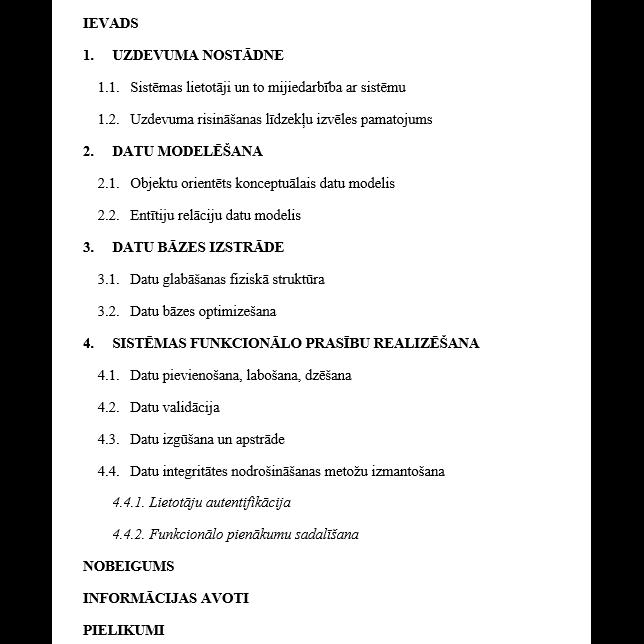 IEVADS
1. UZDEVUMA NOSTĀDNE
1.1. Sistēmas lietotāji un to mijiedarbība ar sistēmu
1.2. Uzdevuma risināšanas līdzekļu izvēles pamatojums
2. DATU MODELĒŠANA
2.1. Objektu orientēts konceptuālais datu modelis
2.2. Entītiju relāciju datu modelis
3. DATU BĀZES IZSTRĀDE
3.1. Datu glabāšanas fiziskā struktūra
3.2. Datu bāzes optimizešana
4. SISTĒMAS FUNKCIONĀLO PRASĪBU REALIZĒŠANA
4.1. Datu pievienošana, labošana, dzēšana
4.2. Datu validācija
4.3. Datu izgūšana un apstrāde
4.4. Datu integritātes nodrošināšanas metožu izmantošana
4.4.1. Lietotāju autentifikācija
4.4.2. Funkcionālo pienākumu sadalīšana
NOBEIGUMS
INFORMĀCIJAS AVOTI
PIELIKUMI